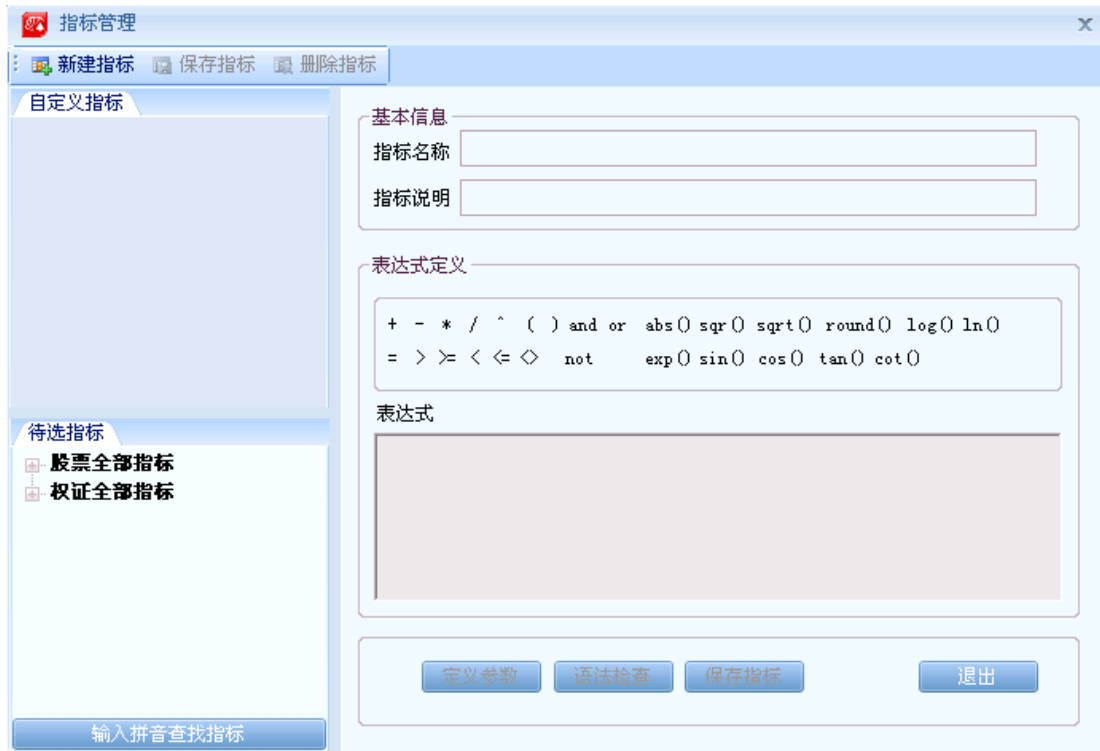 指标管理
新建指标 保存指标 删除指标
自定义指标
待选指标
股票全部指标
权证全部指标
输入拼音查找指标
基本信息
指标名称
指标说明
表达式定义
+ - * / ^ ( ) and or abs() sqr() sqrt() round() log() ln()
= > >= < <= <> not exp() sin() cos() tan() cot()
表达式
定义参数 语法检查 保存指标 退出